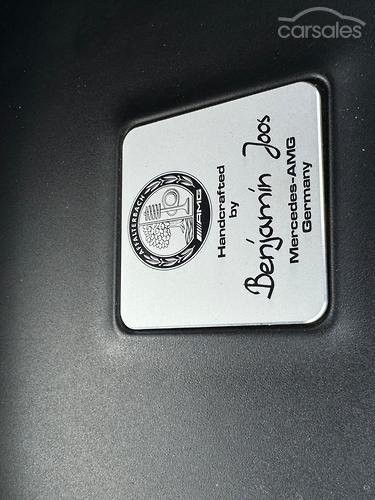 carsales
AFFALTERBACH
AMG
Handcrafted
by
Benjamin Joos
Mercedes-AMG
Germany